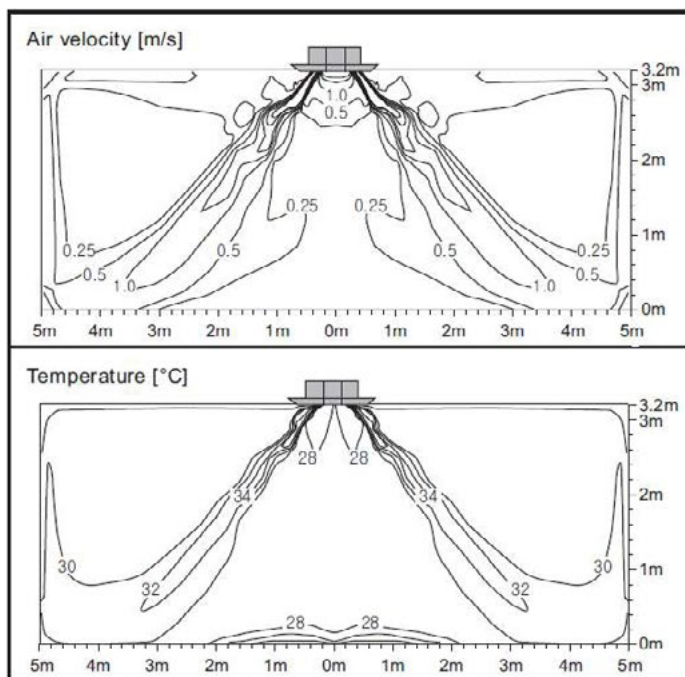 Air velocity [m/s]
3.2m
3m
1.0
0.5
2m
0.25 0.25
1m
0.25 0.5 0.5 0.25
0.5 1.0 1.0 0.5
0m
5m 4m 3m 2m 1m 0m 1m 2m 3m 4m 5m
Temperature [°C]
3.2m
3m
28 28
34 34 2m
30 32 32 30 1m
28 28
0m
5m 4m 3m 2m 1m 0m 1m 2m 3m 4m 5m